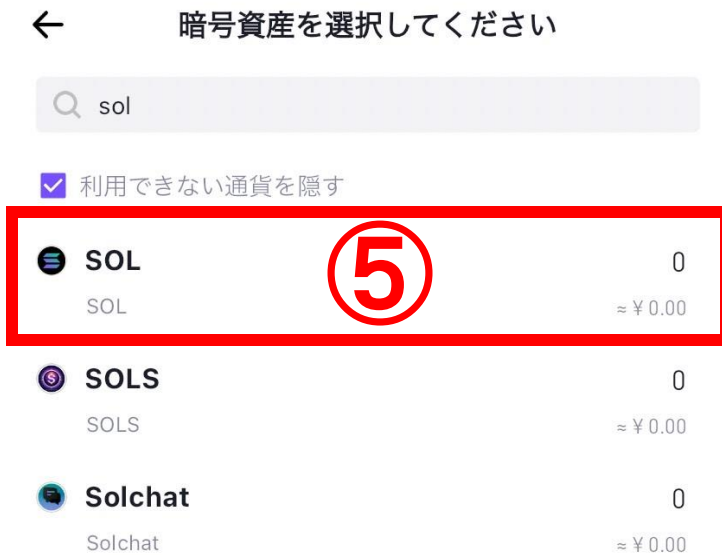 暗号資産を選択してください
sol
利用できない通貨を隠す
SOL 0
SOL ≈ ¥ 0.00
⑤
SOLS 0
SOLS ≈ ¥ 0.00
Solchat 0
Solchat ≈ ¥ 0.00